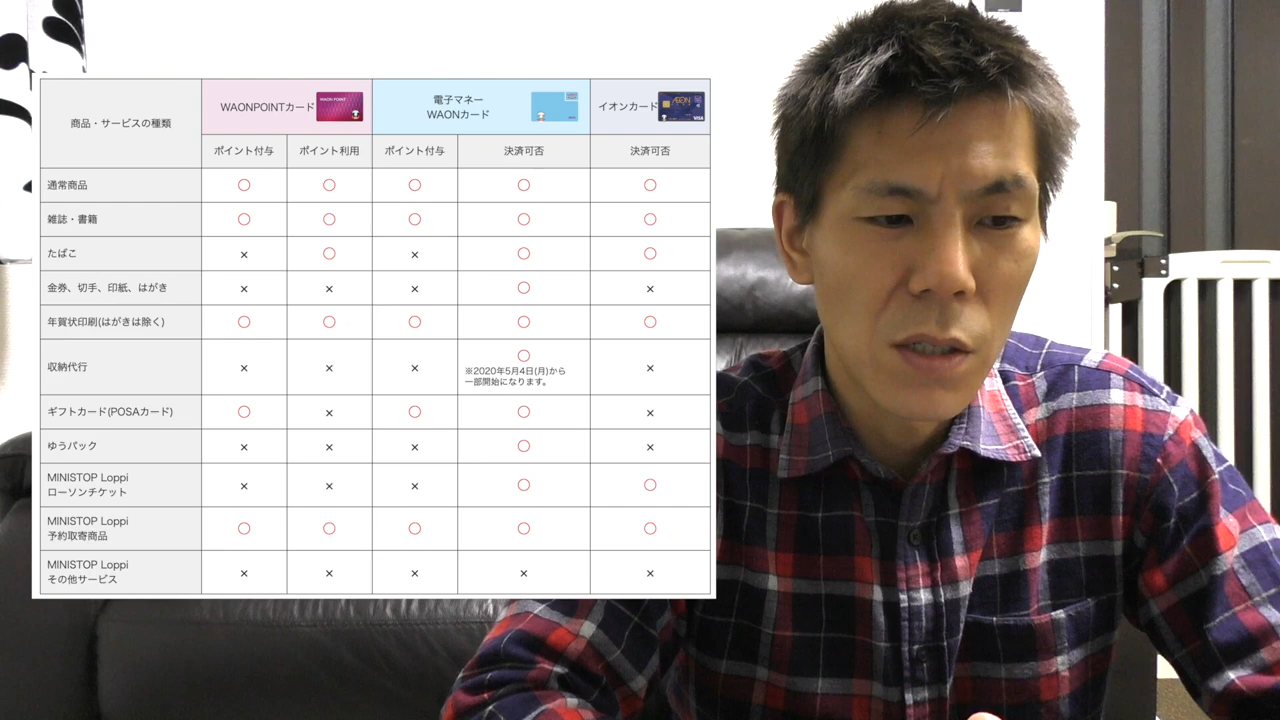 商品・サービスの種類
WAONPOINTカード
WAON POINT
電子マネー
WAONカード
イオンカード
AEON
VISA
ポイント付与
ポイント利用
ポイント付与
決済可否
決済可否
通常商品 ○ ○ ○ ○ ○
雑誌・書籍 ○ ○ ○ ○ ○
たばこ × ○ × ○ ○
金券、切手、印紙、はがき × × × ○ ×
年賀状印刷(はがきは除く) ○ ○ ○ ○ ○
収納代行 × × × ○ ×
※2020年5月4日(月)から
一部開始になります。
ギフトカード(POSAカード) ○ × ○ ○ ×
ゆうパック × × × ○ ×
MINISTOP Loppi
ローソンチケット × × × ○ ○
MINISTOP Loppi
予約取寄商品 ○ ○ ○ ○ ○
MINISTOP Loppi
その他サービス × × × × ×